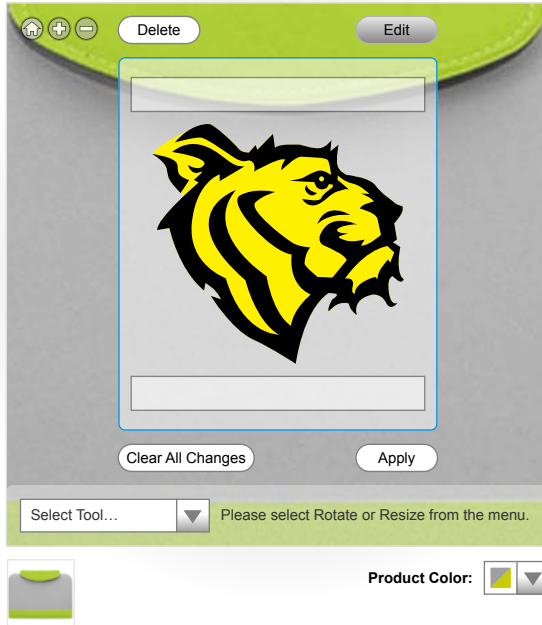 Delete
Edit
Clear All Changes
Apply
Select Tool…
Please select Rotate or Resize from the menu.
Product Color: